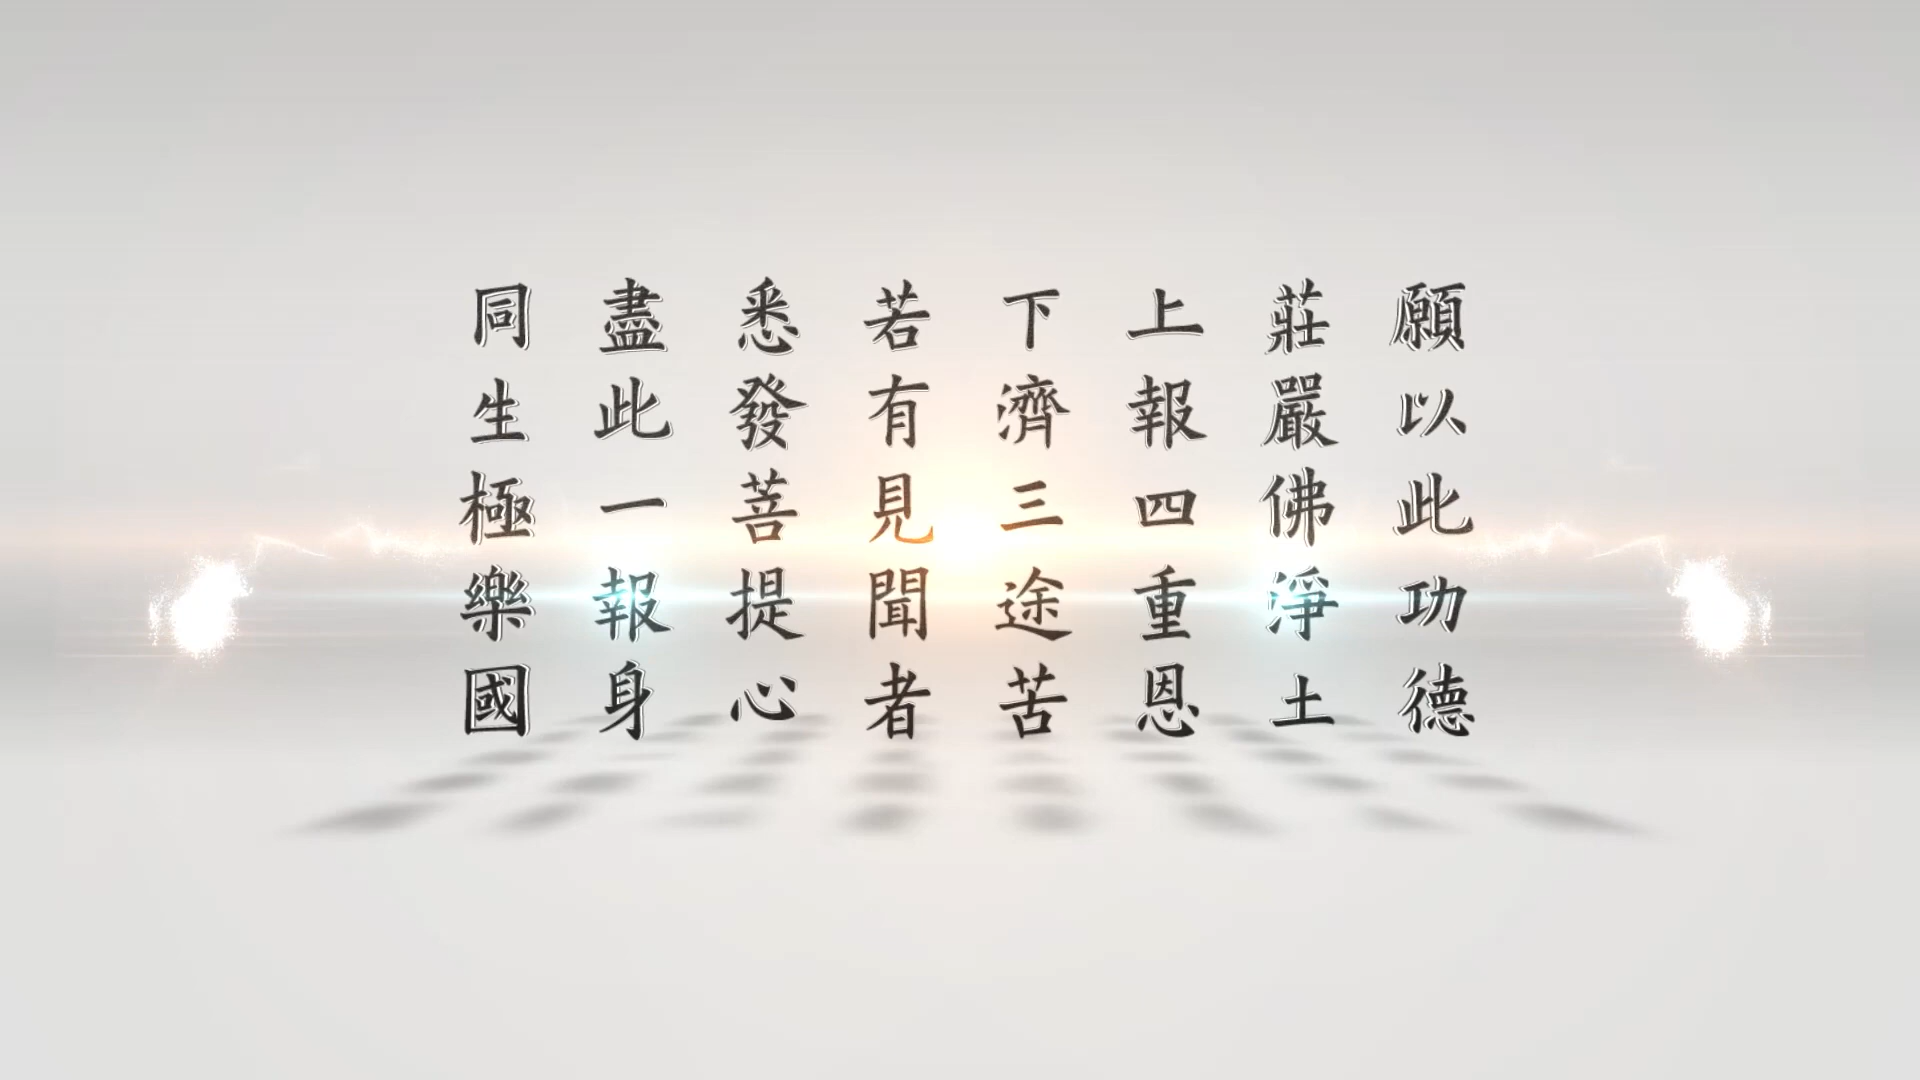 願以此功德
莊嚴佛淨土
上報四重恩
下濟三途苦
若有見聞者
悉發菩提心
盡此一報身
同生極樂國